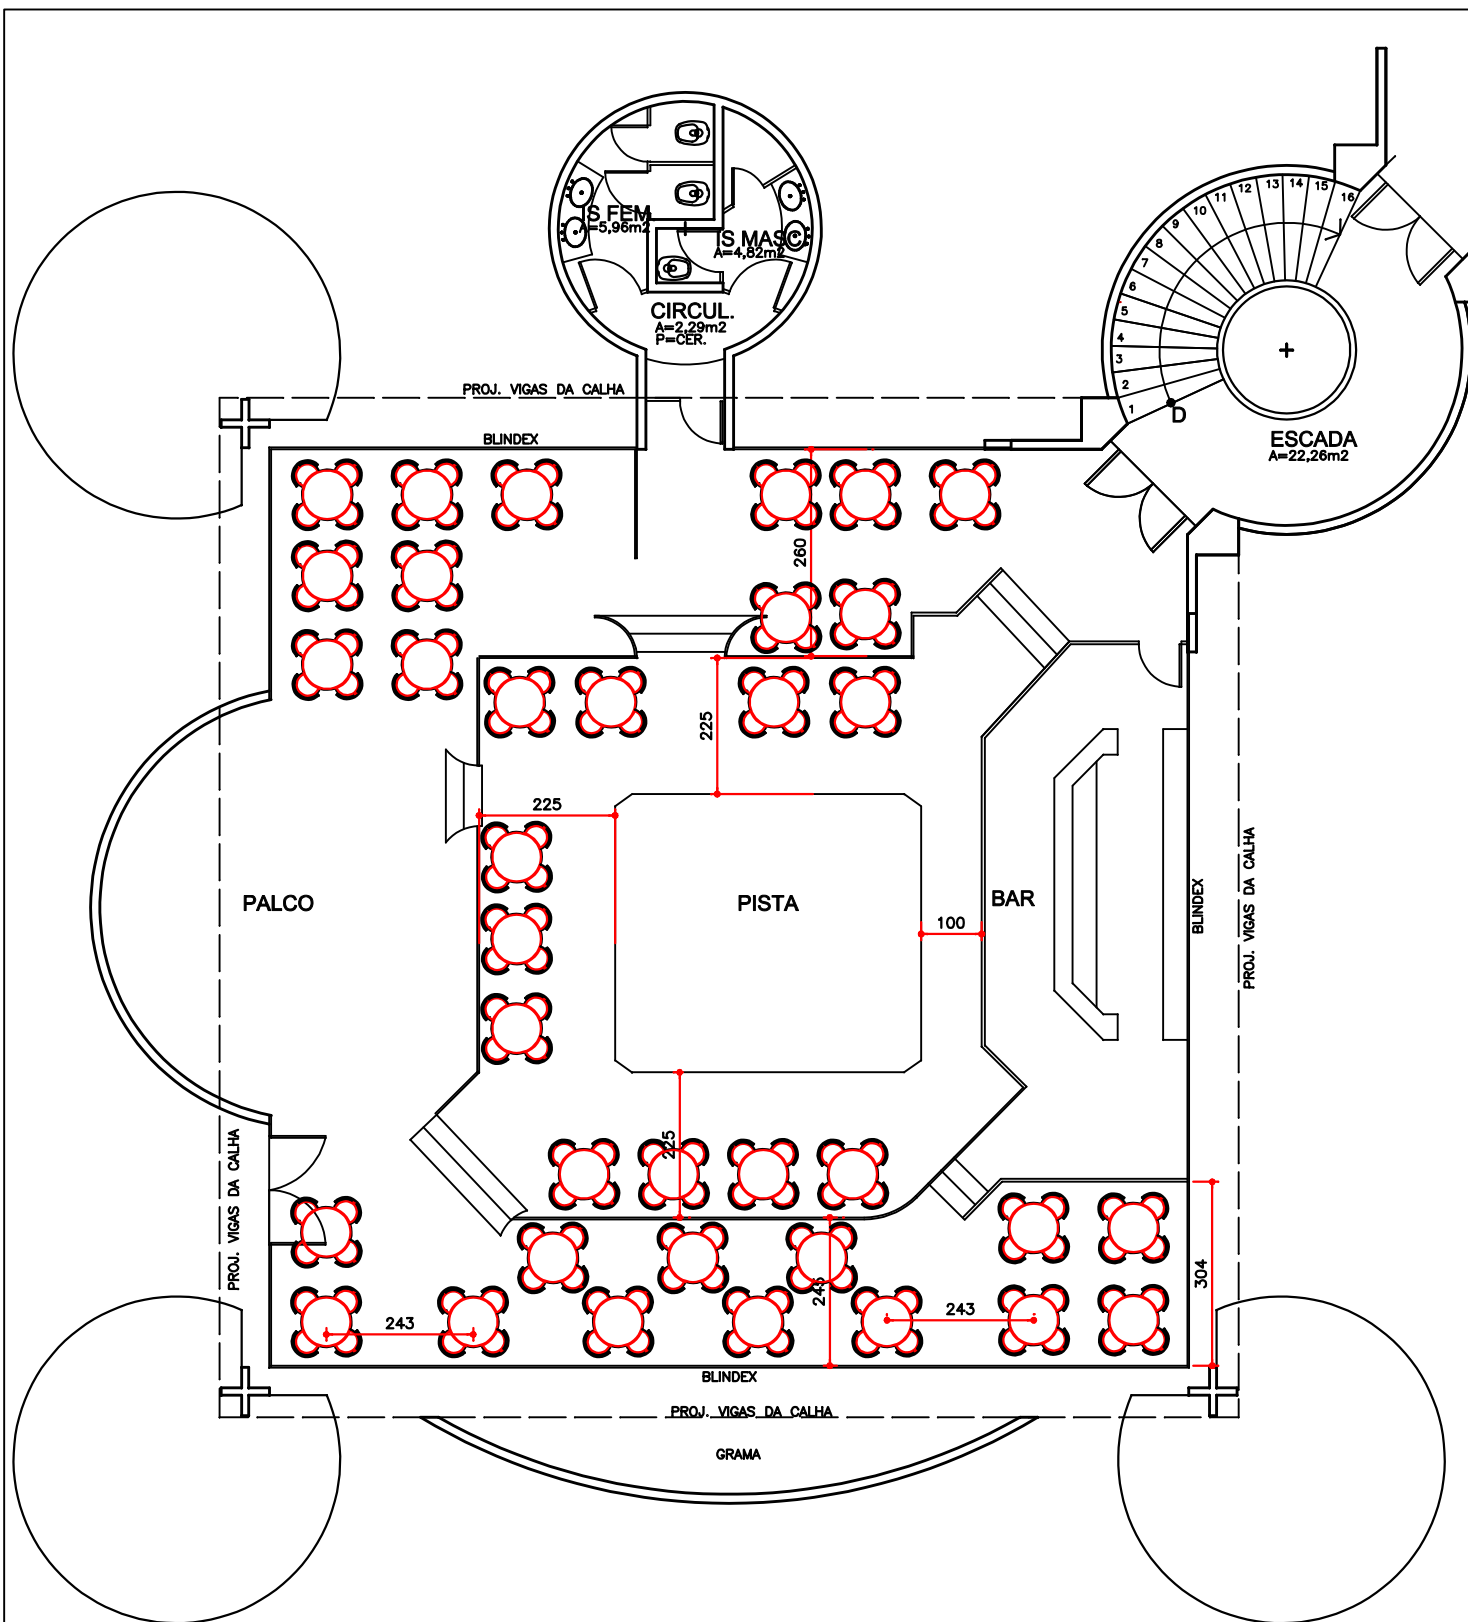 IS FEM
A=5,96m2
IS MASC
A=4,82m2
CIRCUL.
A=2,29m2
P=CER.
16
15
14
13
12
11
10
9
8
7
6
5
4
3
2
1
D
ESCADA
A=22,26m2
PROJ. VIGAS DA CALHA
BLINDEX
260
225
225
PALCO
PISTA
100
BAR
BLINDEX
PROJ. VIGAS DA CALHA
225
PROJ. VIGAS DA CALHA
245
304
243
243
BLINDEX
PROJ. VIGAS DA CALHA
GRAMA